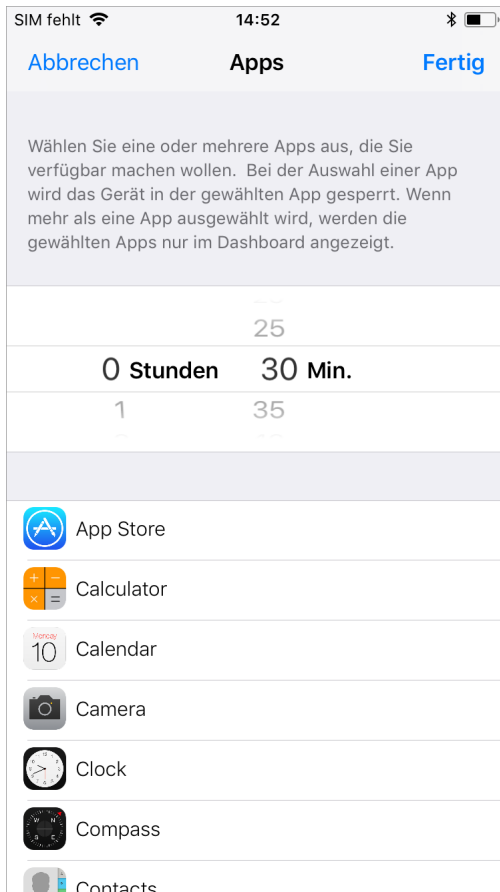 SIM fehlt 14:52
Abbrechen Apps Fertig
Wählen Sie eine oder mehrere Apps aus, die Sie
verfügbar machen wollen.  Bei der Auswahl einer App
wird das Gerät in der gewählten App gesperrt. Wenn
mehr als eine App ausgewählt wird, werden die
gewählten Apps nur im Dashboard angezeigt.
25
0 Stunden 30 Min.
1 35
App Store
Calculator
Monday
10
Calendar
Camera
Clock
Compass
Contacts